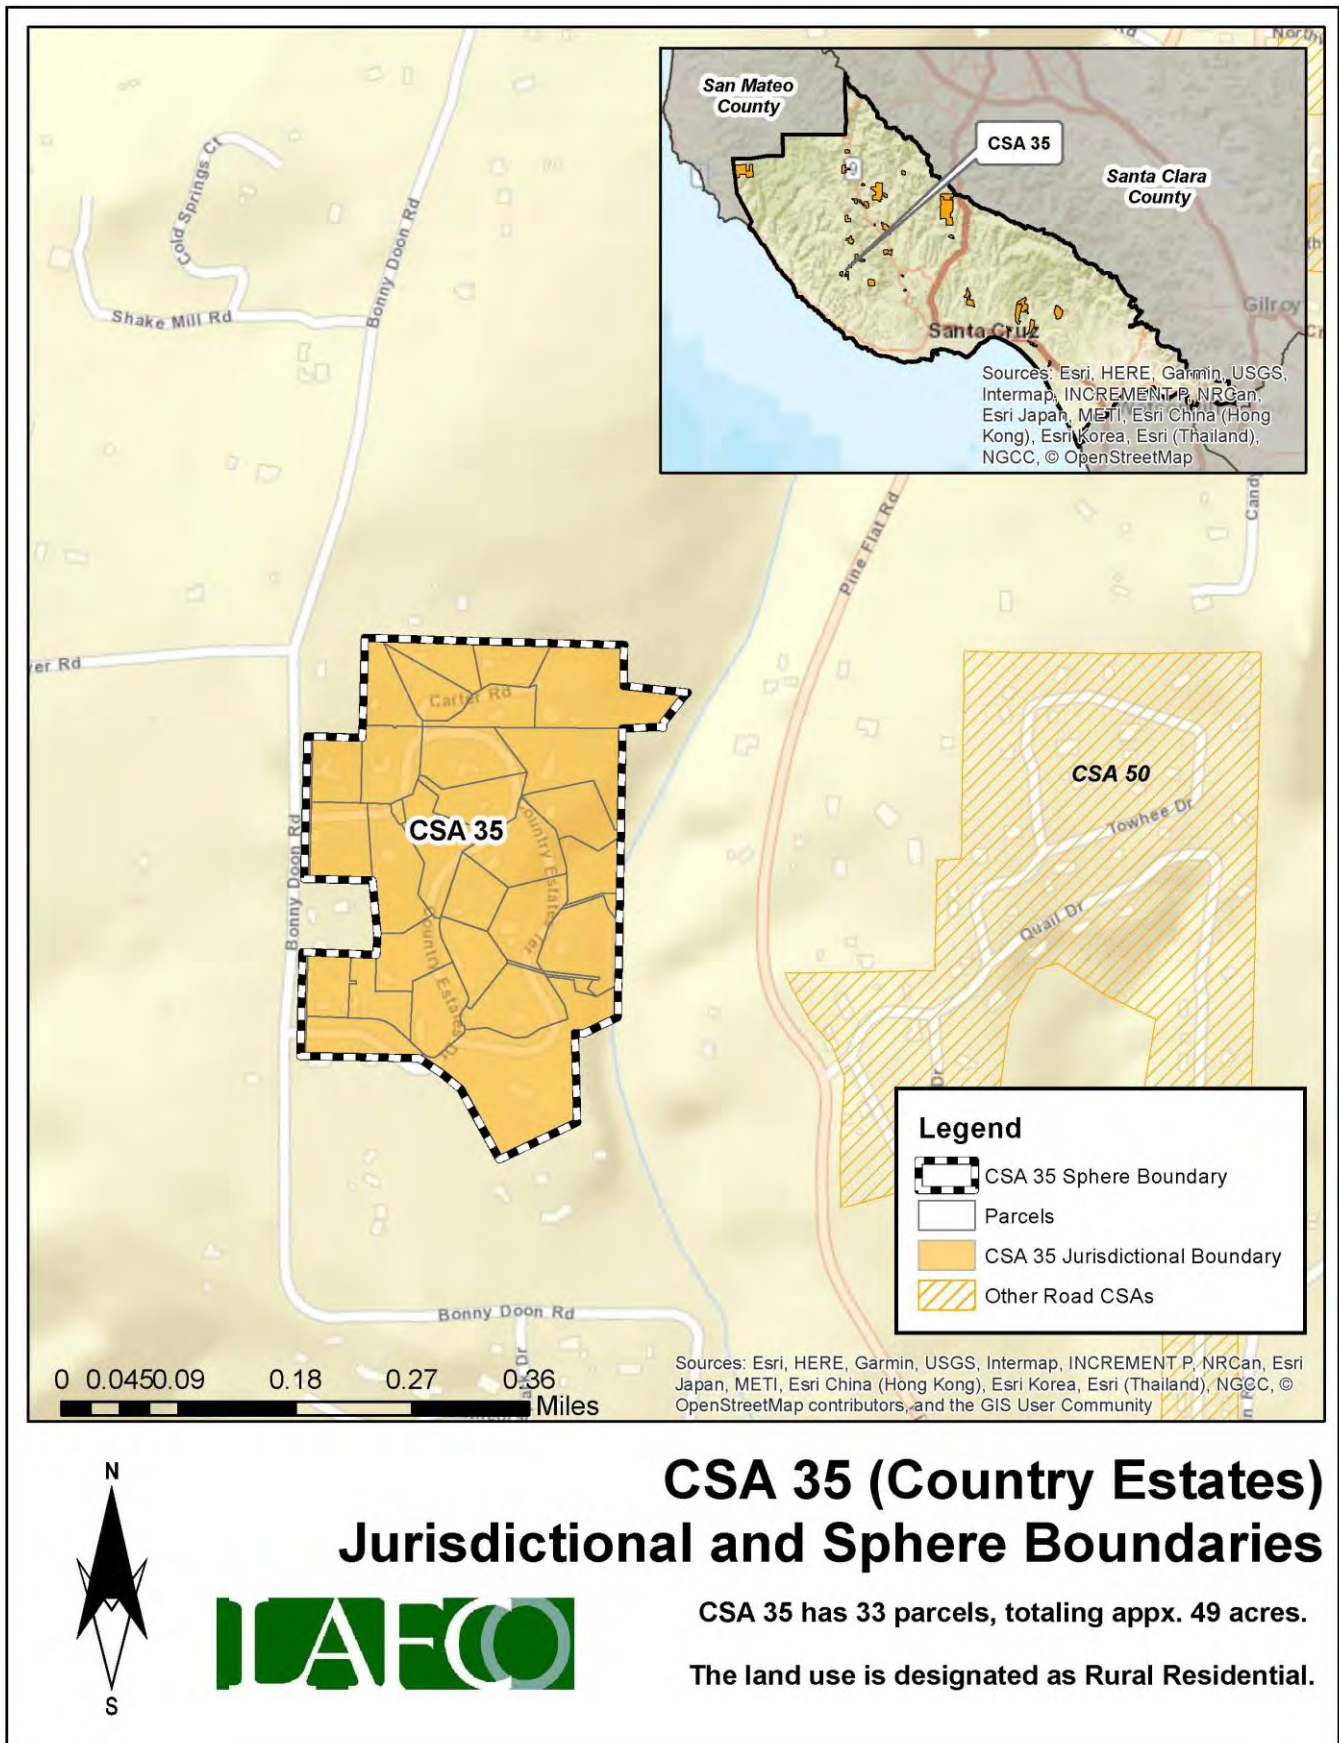 San Mateo
County
CSA 35
9
Santa Clara
County
Gilroy
Santa Cruz
Sources: Esri, HERE, Garmin, USGS,
Intermap, INCREMENT P, NRCan,
Esri Japan, METI, Esri China (Hong
Kong), Esri Korea, Esri (Thailand),
NGCC, © OpenStreetMap
Cold Springs Ct
Bonny Doon Rd
Shake Mill Rd
Pine Flat Rd
Candy
yer Rd
Carter Rd
CSA 35
Country Estates Ter
Country Estates Dr
Bonny Doon Rd
CSA 50
Towhee Dr
Quail Dr
Dr
Bonny Doon Rd
Legend
CSA 35 Sphere Boundary
Parcels
CSA 35 Jurisdictional Boundary
Other Road CSAs
0 0.045 0.09 0.18 0.27 0.36
Miles
Sources: Esri, HERE, Garmin, USGS, Intermap, INCREMENT P, NRCan, Esri
Japan, METI, Esri China (Hong Kong), Esri Korea, Esri (Thailand), NGCC, ©
OpenStreetMap contributors, and the GIS User Community
N
S
CSA 35 (Country Estates)
Jurisdictional and Sphere Boundaries
LAFCO
CSA 35 has 33 parcels, totaling appx. 49 acres.
The land use is designated as Rural Residential.